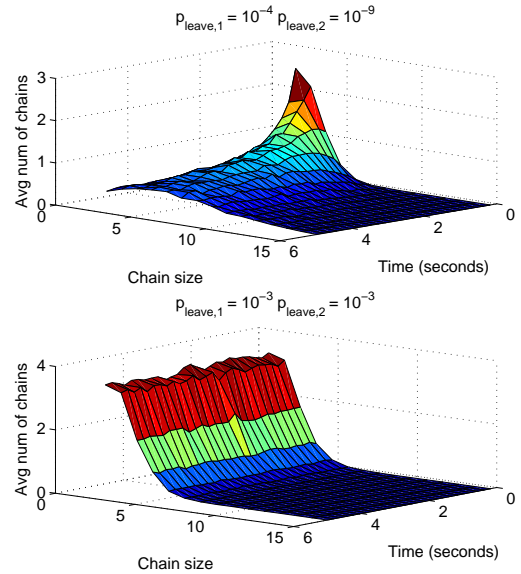 p_leave,1 = 10^-4 p_leave,2 = 10^-9
Avg num of chains
3
2
1
0
0
5
10
15
6
4
2
0
Chain size
Time (seconds)
p_leave,1 = 10^-3 p_leave,2 = 10^-3
Avg num of chains
4
2
0
0
5
10
15
6
4
2
0
Chain size
Time (seconds)